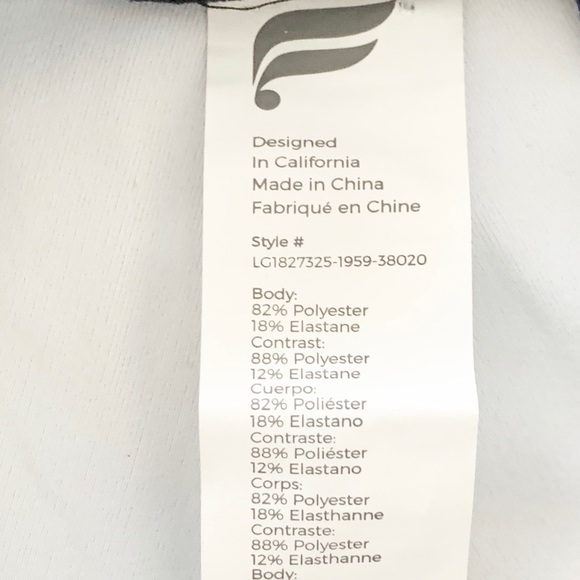 Designed
In California
Made in China
Fabriqué en Chine
Style #
LG1827325-1959-38020
Body:
82% Polyester
18% Elastane
Contrast:
88% Polyester
12% Elastane
Cuerpo:
82% Poliéster
18% Elastano
Contraste:
88% Poliéster
12% Elastano
Corps:
82% Polyester
18% Elasthanne
Contraste:
88% Polyester
12% Elasthanne
Body: